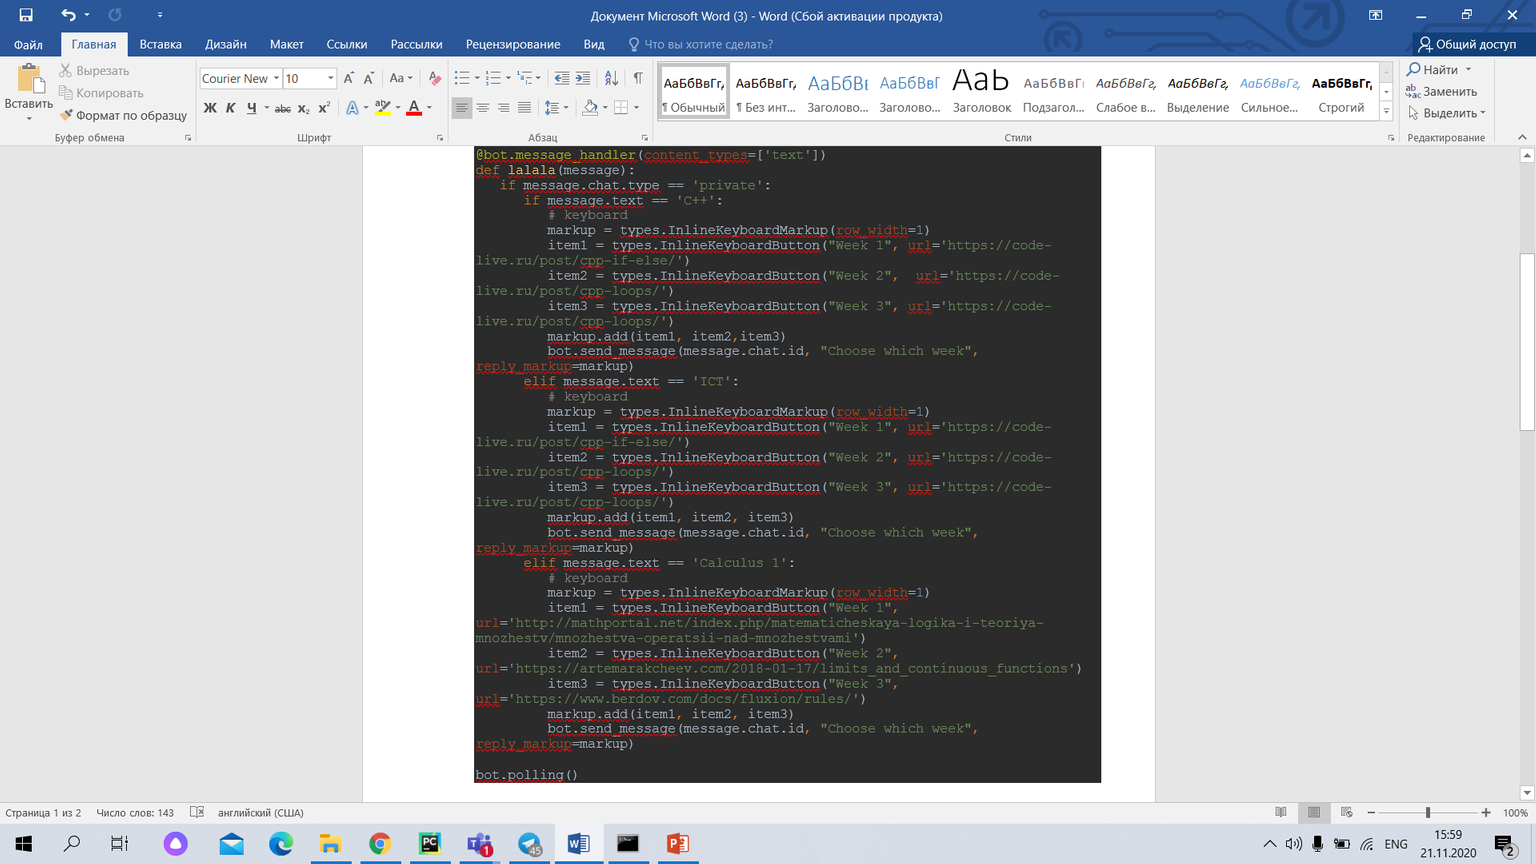 Документ Microsoft Word (3) - Word (Сбой активации продукта)
Файл Главная Вставка Дизайн Макет Ссылки Рассылки Рецензирование Вид Что вы хотите сделать? Общий доступ
Вставить
Вырезать
Копировать
Формат по образцу
Буфер обмена
Courier New 10
Aa
Ж К Ч abc x₂ x²
Шрифт
Абзац
АаБбВвГг, АаБбВвГг, АаБбВı АаБбВвГ АаЬ АаБбВвГı АаБбВвГг, АаБбВвГг, АаБбВвГг, АаБбВвГг,
¶ Обычный ¶ Без инт... Заголово... Заголово... Заголовок Подзагол... Слабое в... Выделение Сильное... Строгий
Стили
Найти
Заменить
Выделить
Редактирование
@bot.message_handler(content_types=['text'])
def lalala(message):
if message.chat.type == 'private':
if message.text == 'C++':
# keyboard
markup = types.InlineKeyboardMarkup(row_width=1)
item1 = types.InlineKeyboardButton("Week 1", url='https://code-
live.ru/post/cpp-if-else/')
item2 = types.InlineKeyboardButton("Week 2",  url='https://code-
live.ru/post/cpp-loops/')
item3 = types.InlineKeyboardButton("Week 3", url='https://code-
live.ru/post/cpp-loops/')
markup.add(item1, item2,item3)
bot.send_message(message.chat.id, "Choose which week",
reply_markup=markup)
elif message.text == 'ICT':
# keyboard
markup = types.InlineKeyboardMarkup(row_width=1)
item1 = types.InlineKeyboardButton("Week 1", url='https://code-
live.ru/post/cpp-if-else/')
item2 = types.InlineKeyboardButton("Week 2", url='https://code-
live.ru/post/cpp-loops/')
item3 = types.InlineKeyboardButton("Week 3", url='https://code-
live.ru/post/cpp-loops/')
markup.add(item1, item2, item3)
bot.send_message(message.chat.id, "Choose which week",
reply_markup=markup)
elif message.text == 'Calculus 1':
# keyboard
markup = types.InlineKeyboardMarkup(row_width=1)
item1 = types.InlineKeyboardButton("Week 1",
url='http://mathportal.net/index.php/matematicheskaya-logika-i-teoriya-
mnozhestv/mnozhestva-operatsii-nad-mnozhestvami')
item2 = types.InlineKeyboardButton("Week 2",
url='https://artemarakcheev.com/2018-01-17/limits_and_continuous_functions')
item3 = types.InlineKeyboardButton("Week 3",
url='https://www.berdov.com/docs/fluxion/rules/')
markup.add(item1, item2, item3)
bot.send_message(message.chat.id, "Choose which week",
reply_markup=markup)
bot.polling()
Страница 1 из 2 Число слов: 143 английский (США) 100%
ENG 15:59
21.11.2020